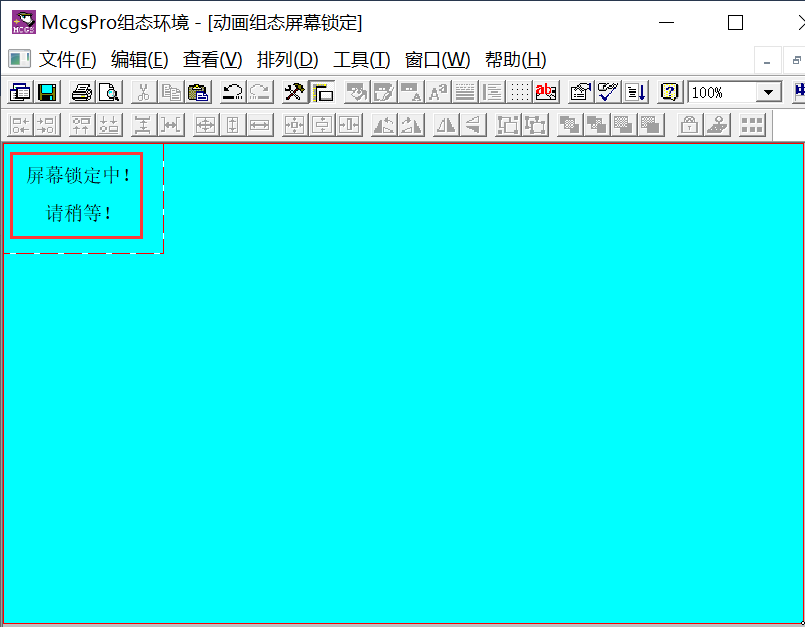 McgsPro组态环境 - [动画组态屏幕锁定]
文件(F) 编辑(E) 查看(V) 排列(D) 工具(T) 窗口(W) 帮助(H)
100%
屏幕锁定中！
请稍等！